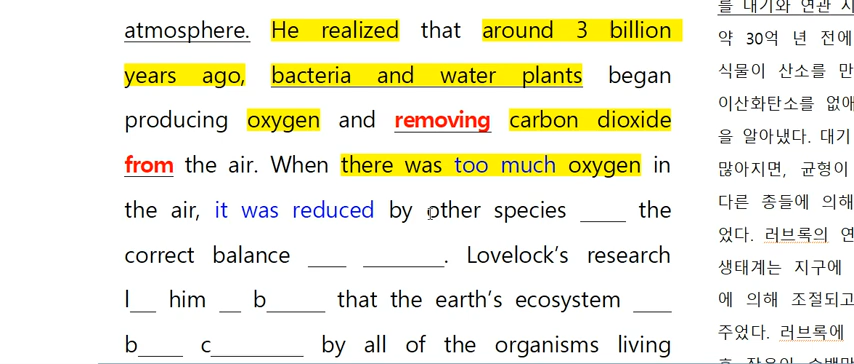 atmosphere. He realized that around 3 billion
years ago, bacteria and water plants began
producing oxygen and removing carbon dioxide
from the air. When there was too much oxygen in
the air, it was reduced by other species ____ the
correct balance ___ ________. Lovelock's research
l__ him __ b_____ that the earth's ecosystem ____
b____ c________ by all of the organisms living
를 대기와 연관
약 30억 년 전에
식물이 산소를 만
이산화탄소를 없애
을 알아냈다. 대기
많아지면, 균형이
다른 종들에 의해
었다. 러브록의 연
생태계는 지구에
에 의해 조절되고
주었다. 러브록에